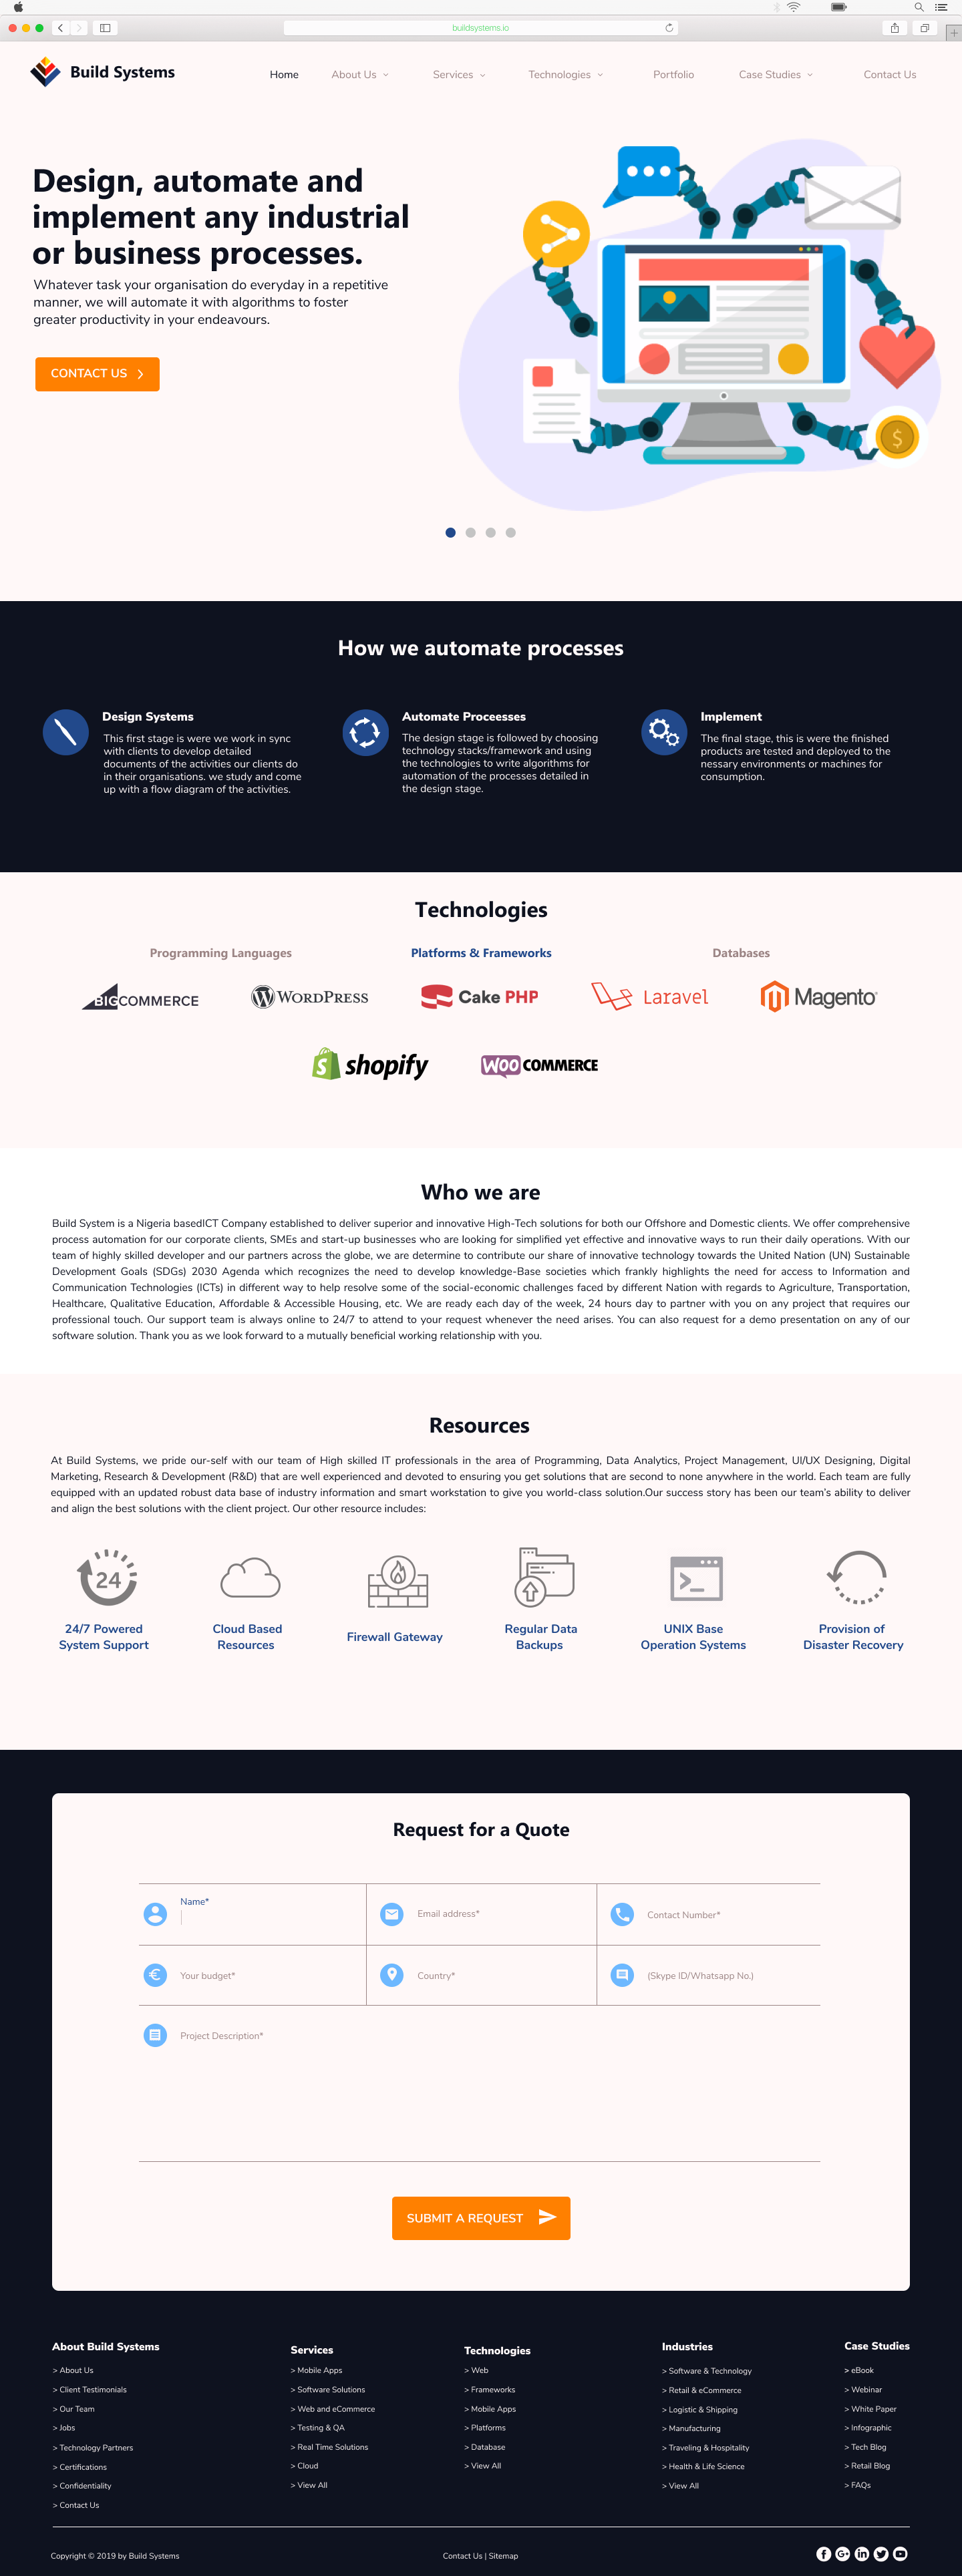 buildsystems.io
Build Systems
Home
About Us
Services
Technologies
Portfolio
Case Studies
Contact Us
Design, automate and
implement any industrial
or business processes.
Whatever task your organisation do everyday in a repetitive
manner, we will automate it with algorithms to foster
greater productivity in your endeavours.
CONTACT US
$
How we automate processes
Design Systems
This first stage is were we work in sync
with clients to develop detailed
documents of the activities our clients do
in their organisations. we study and come
up with a flow diagram of the activities.
Automate Proceesses
The design stage is followed by choosing
technology stacks/framework and using
the technologies to write algorithms for
automation of the processes detailed in
the design stage.
Implement
The final stage, this is were the finished
products are tested and deployed to the
nessary environments or machines for
consumption.
Technologies
Programming Languages
Platforms & Frameworks
Databases
BIGCOMMERCE
WORDPRESS
Cake PHP
Laravel
Magento
shopify
WOO COMMERCE
Who we are
Build System is a Nigeria basedICT Company established to deliver superior and innovative High-Tech solutions for both our Offshore and Domestic clients. We offer comprehensive
process automation for our corporate clients, SMEs and start-up businesses who are looking for simplified yet effective and innovative ways to run their daily operations. With our
team of highly skilled developer and our partners across the globe, we are determine to contribute our share of innovative technology towards the United Nation (UN) Sustainable
Development Goals (SDGs) 2030 Agenda which recognizes the need to develop knowledge-Base societies which frankly highlights the need for access to Information and
Communication Technologies (ICTs) in different way to help resolve some of the social-economic challenges faced by different Nation with regards to Agriculture, Transportation,
Healthcare, Qualitative Education, Affordable & Accessible Housing, etc. We are ready each day of the week, 24 hours day to partner with you on any project that requires our
professional touch. Our support team is always online to 24/7 to attend to your request whenever the need arises. You can also request for a demo presentation on any of our
software solution. Thank you as we look forward to a mutually beneficial working relationship with you.
Resources
At Build Systems, we pride our-self with our team of High skilled IT professionals in the area of Programming, Data Analytics, Project Management, UI/UX Designing, Digital
Marketing, Research & Development (R&D) that are well experienced and devoted to ensuring you get solutions that are second to none anywhere in the world. Each team are fully
equipped with an updated robust data base of industry information and smart workstation to give you world-class solution.Our success story has been our team's ability to deliver
and align the best solutions with the client project. Our other resource includes:
24
24/7 Powered
System Support
Cloud Based
Resources
Firewall Gateway
Regular Data
Backups
UNIX Base
Operation Systems
Provision of
Disaster Recovery
Request for a Quote
Name*
Email address*
Contact Number*
Your budget*
Country*
(Skype ID/Whatsapp No.)
Project Description*
SUBMIT A REQUEST
About Build Systems
> About Us
> Client Testimonials
> Our Team
> Jobs
> Technology Partners
> Certifications
> Confidentiality
> Contact Us
Services
> Mobile Apps
> Software Solutions
> Web and eCommerce
> Testing & QA
> Real Time Solutions
> Cloud
> View All
Technologies
> Web
> Frameworks
> Mobile Apps
> Platforms
> Database
> View All
Industries
> Software & Technology
> Retail & eCommerce
> Logistic & Shipping
> Manufacturing
> Traveling & Hospitality
> Health & Life Science
> View All
Case Studies
> eBook
> Webinar
> White Paper
> Infographic
> Tech Blog
> Retail Blog
> FAQs
Copyright © 2019 by Build Systems
Contact Us | Sitemap